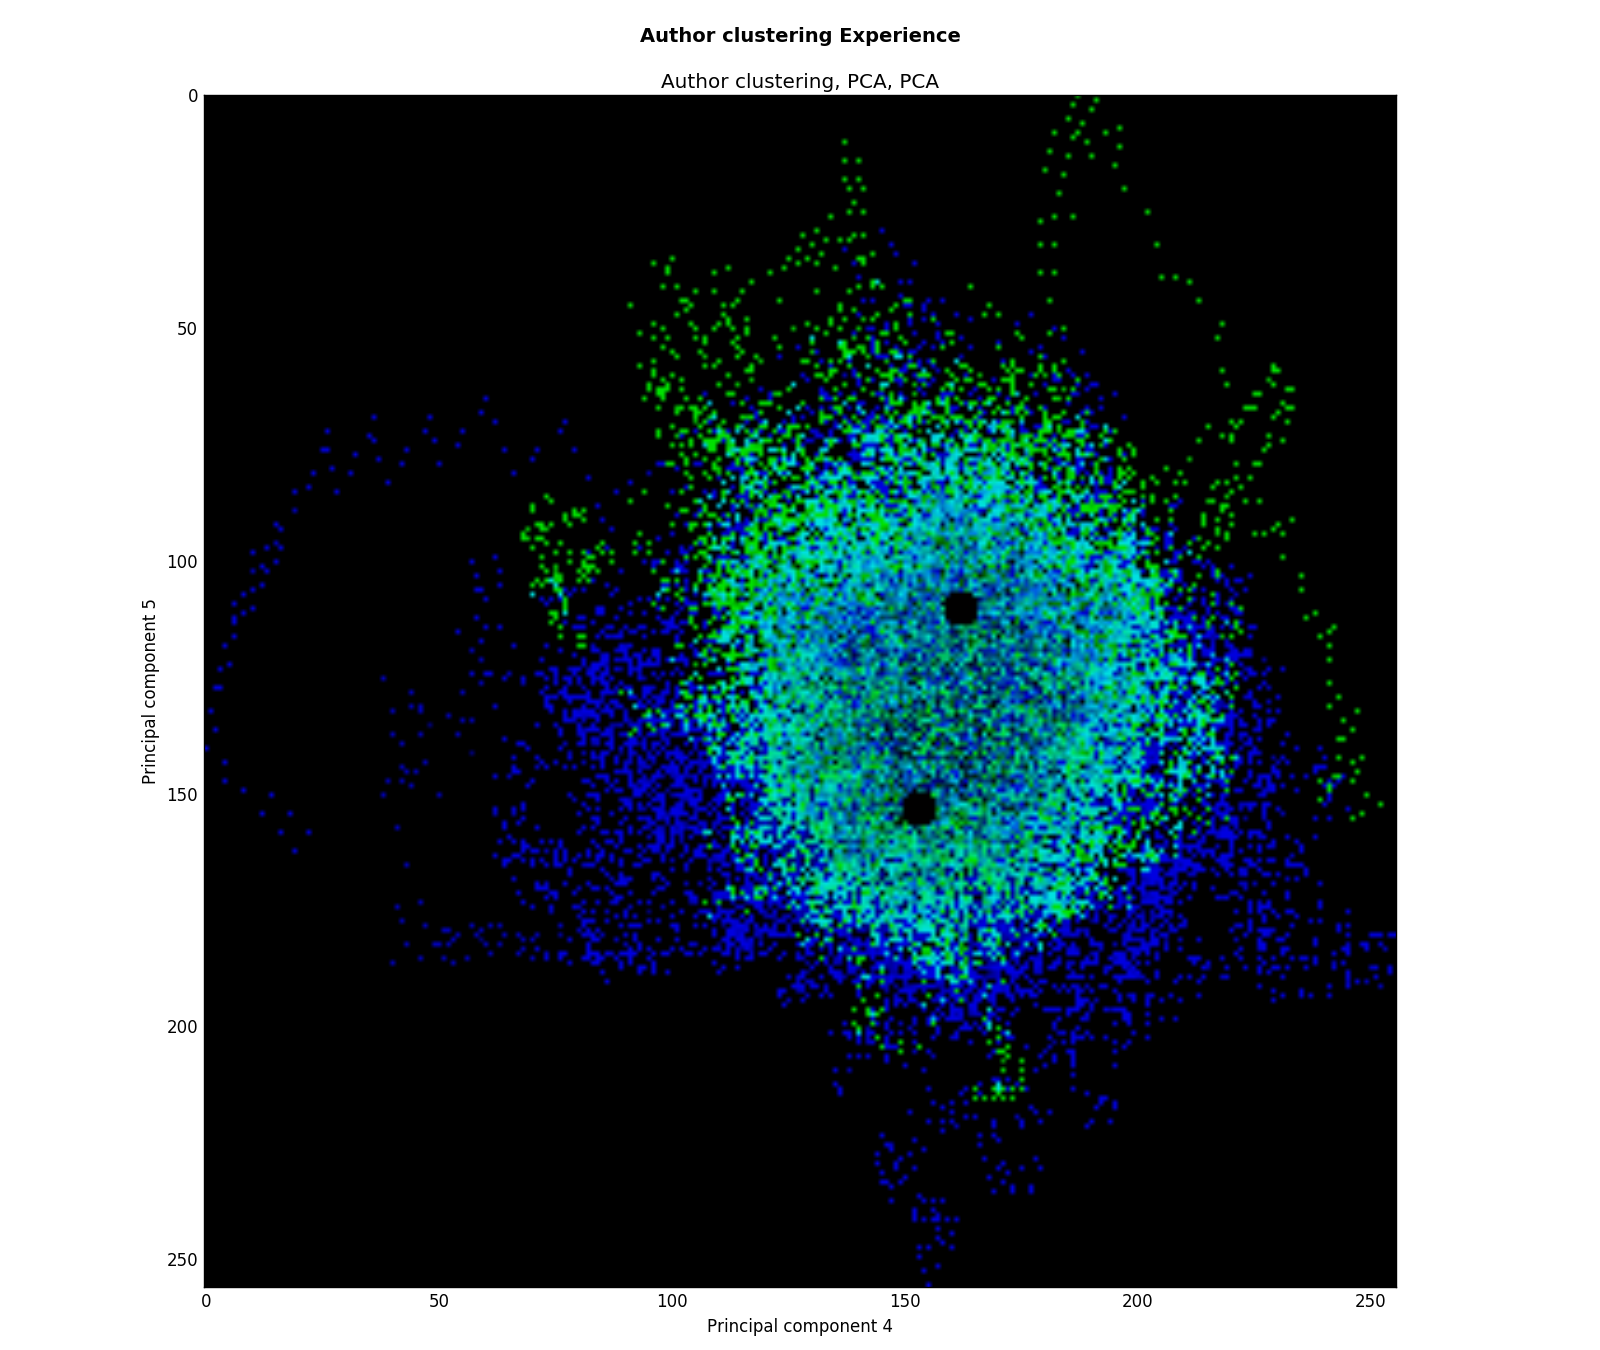 Author clustering Experience
Author clustering, PCA, PCA
0
50
100
150
200
250
Principal component 5
0 50 100 150 200 250
Principal component 4